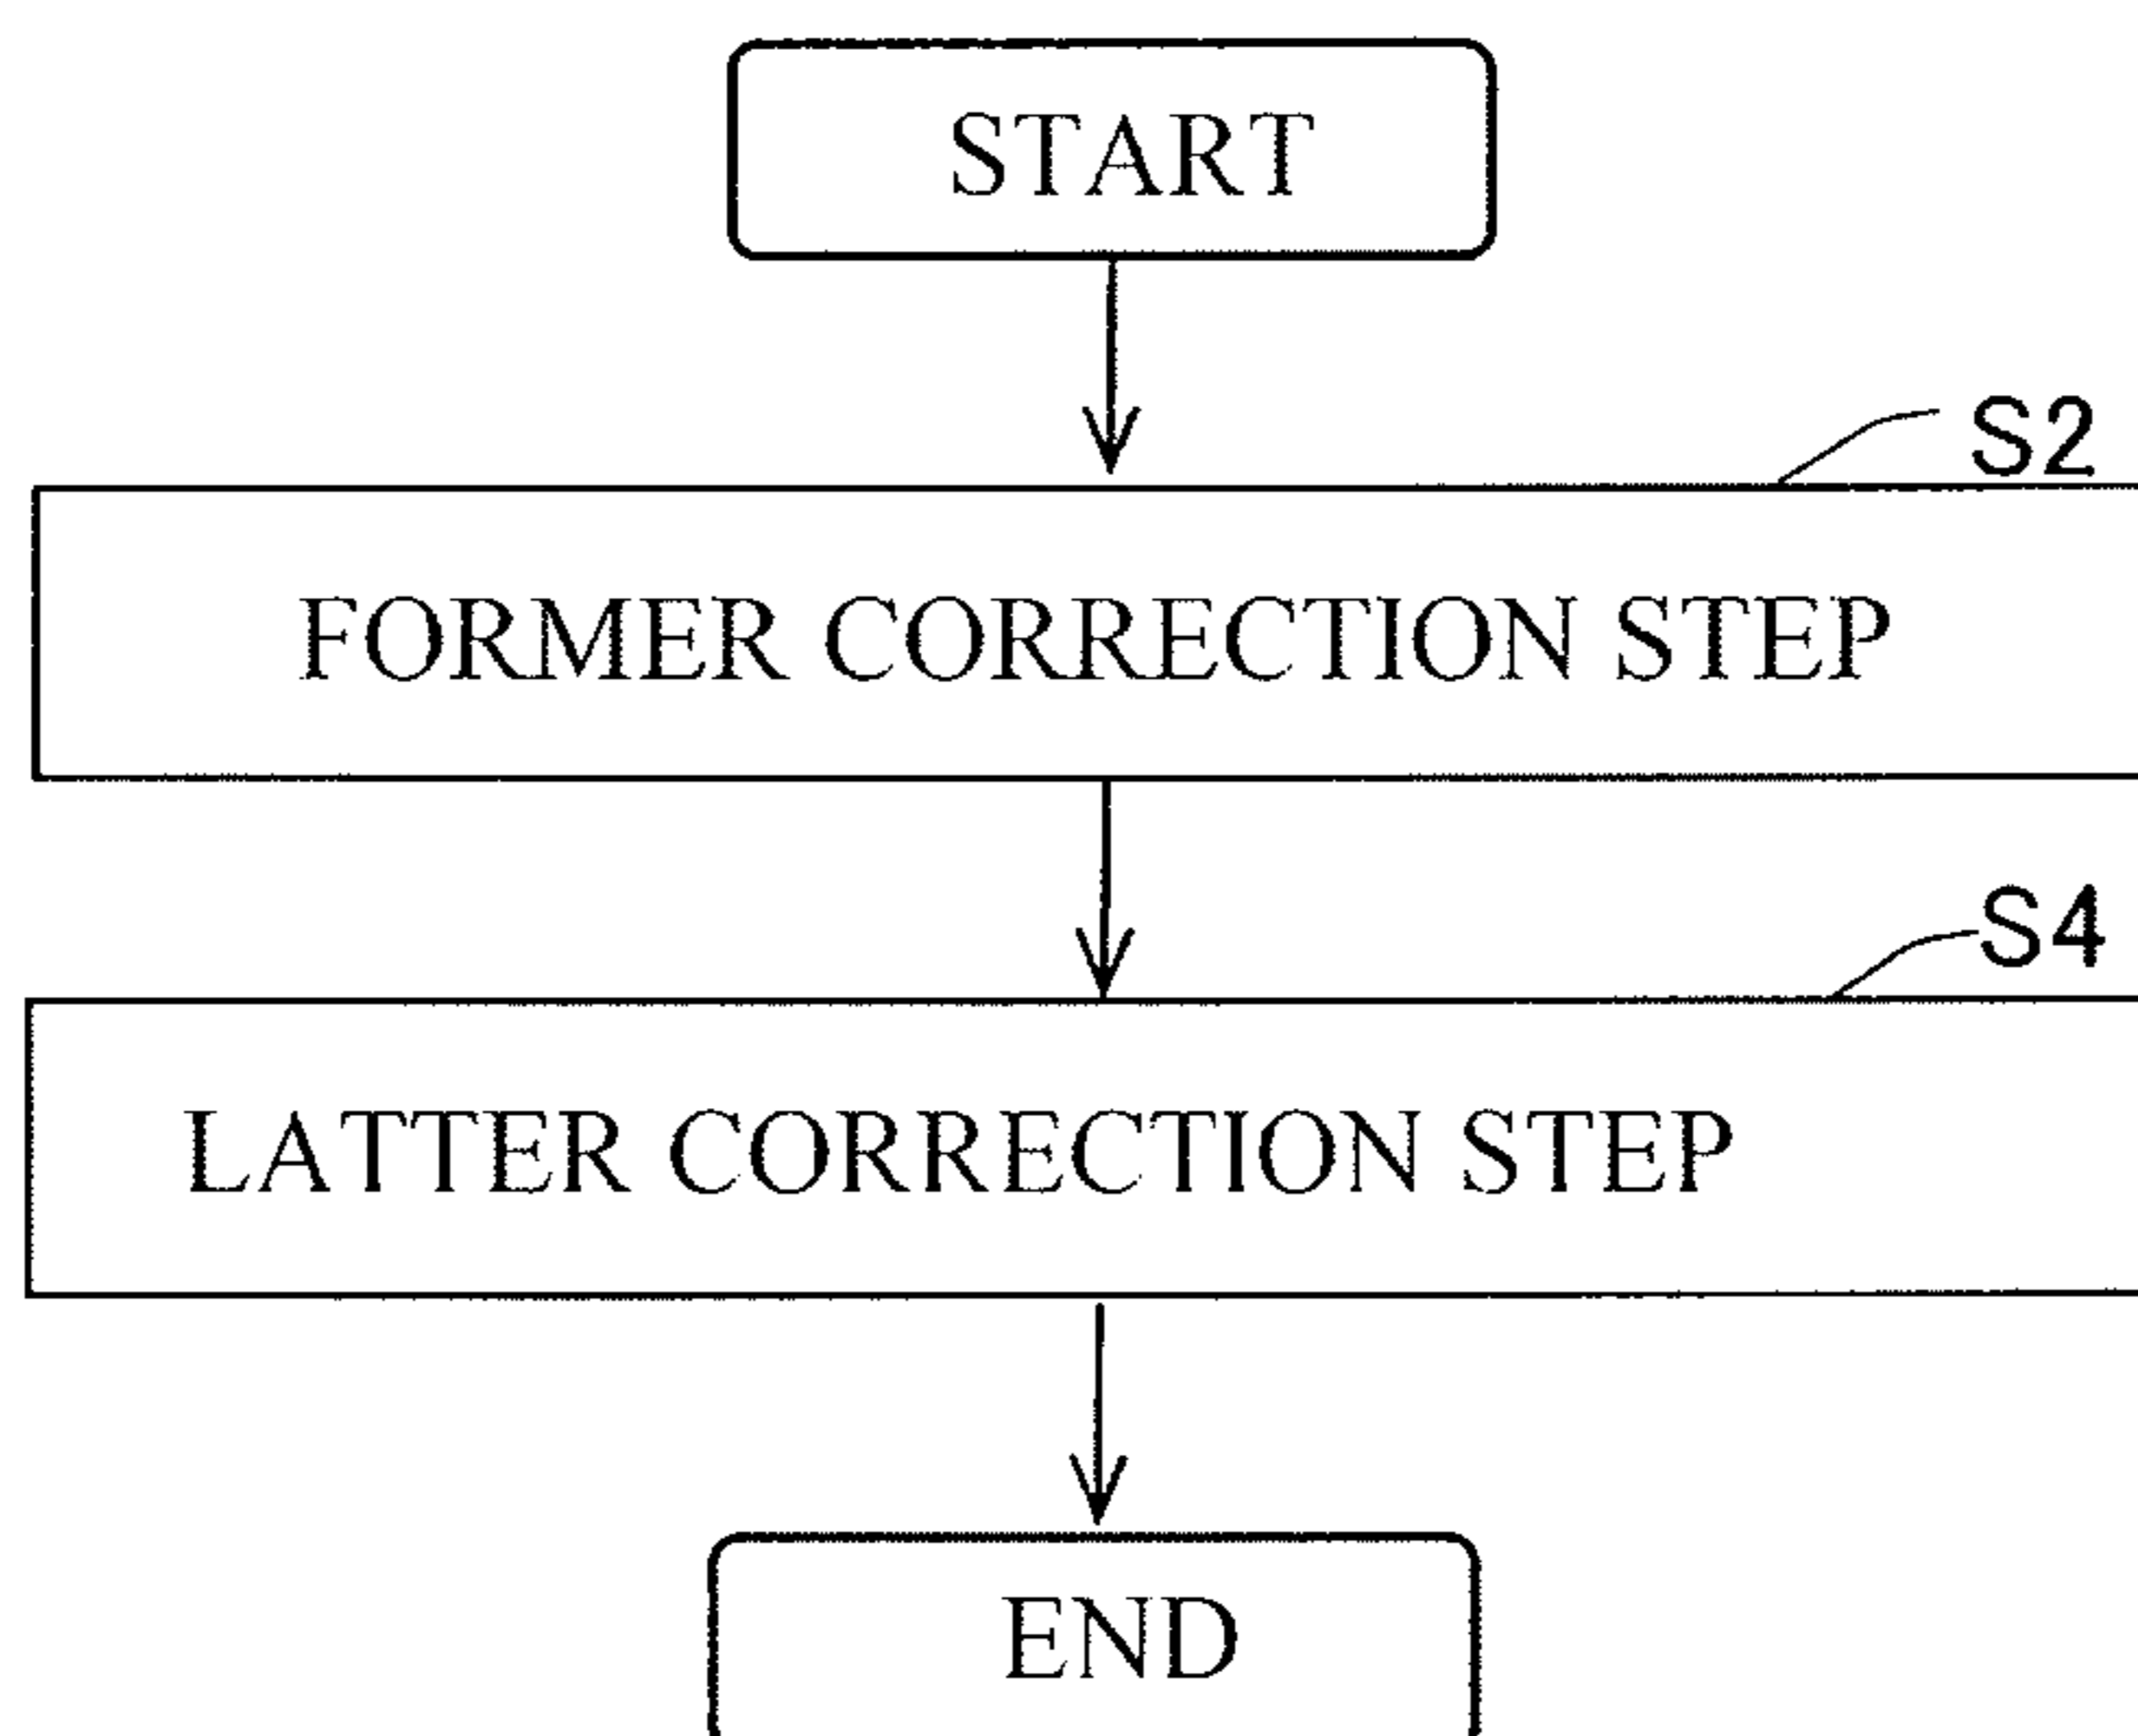 START
S2
FORMER CORRECTION STEP
S4
LATTER CORRECTION STEP
END